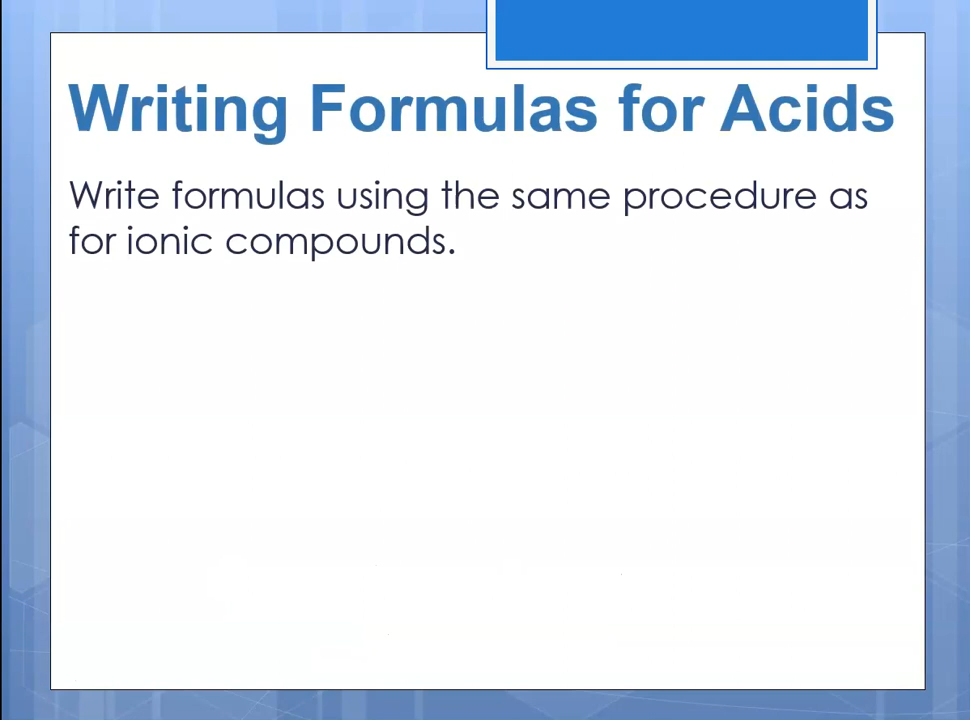 Writing Formulas for Acids
Write formulas using the same procedure as
for ionic compounds.